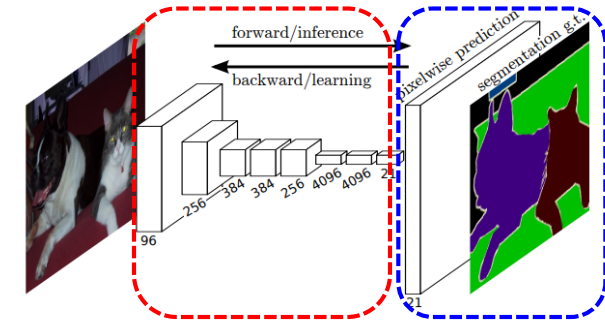 forward/inference
backward/learning
pixelwise prediction
segmentation g.t.
96
256
384
384
256
4096
4096
21
21